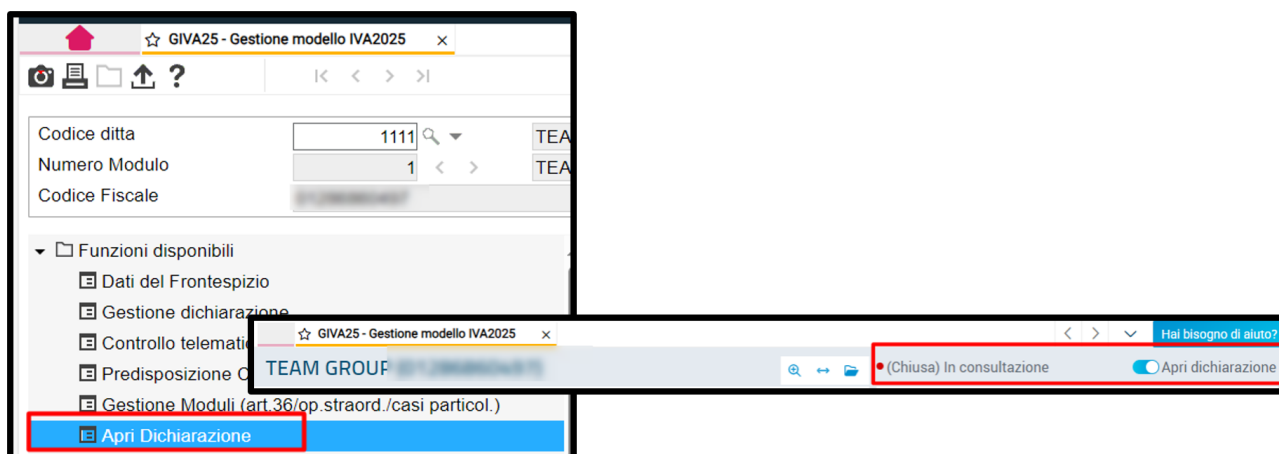 GIVA25 - Gestione modello IVA2025
Codice ditta 1111 TEA
Numero Modulo 1 TEA
Codice Fiscale
Funzioni disponibili
Dati del Frontespizio
Gestione dichiarazione
Controllo telemati
Predisposizione C
Gestione Moduli (art.36/op.straord./casi particol.)
Apri Dichiarazione
GIVA25 - Gestione modello IVA2025
Hai bisogno di aiuto?
TEAM GROUP
(Chiusa) In consultazione
Apri dichiarazione